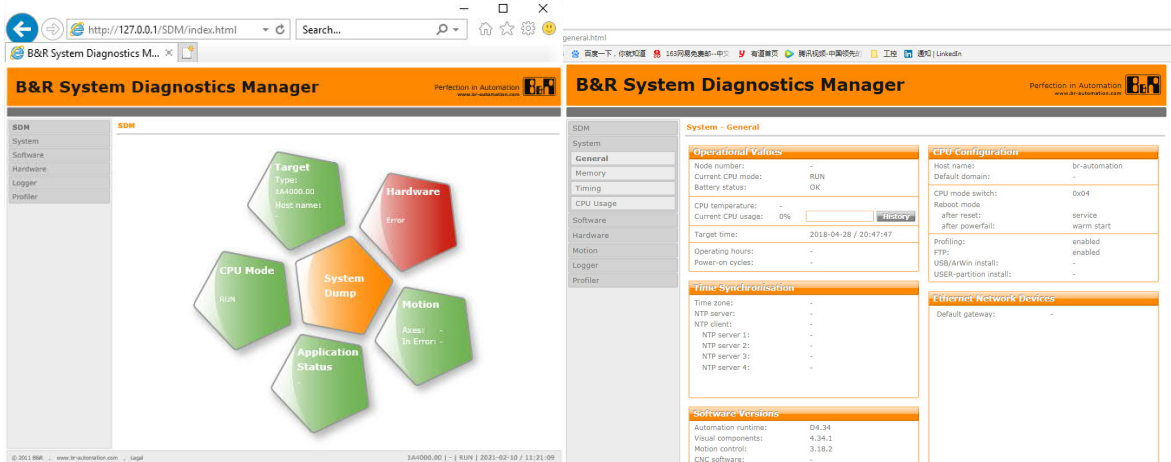 http://127.0.0.1/SDM/index.html
Search...
B&R System Diagnostics M...
B&R System Diagnostics Manager
Perfection in Automation
www.br-automation.com
B&R
SDM
System
Software
Hardware
Logger
Profiler
SDM
Target
Type:
1A4000.00
Host name:
-
Hardware
Error
CPU Mode
RUN
System
Dump
Motion
Axes: -
In Error: -
Application
Status
-
© 2011 B&R , www.br-automation.com , Legal
1A4000.00 | - | RUN | 2021-02-10 / 11:21:09
general.html
百度一下，你就知道 163网易免费邮--中文 有道首页 腾讯视频-中国领先的 工控 通知 | LinkedIn
B&R System Diagnostics Manager
Perfection in Automation
www.br-automation.com
B&R
SDM
System
General
Memory
Timing
CPU Usage
Software
Hardware
Motion
Logger
Profiler
System - General
Operational Values
Node number: -
Current CPU mode: RUN
Battery status: OK
CPU temperature: -
Current CPU usage: 0% History
Target time: 2018-04-28 / 20:47:47
Operating hours: -
Power-on cycles: -
Time Synchronisation
Time zone: -
NTP server: -
NTP client: -
NTP server 1: -
NTP server 2: -
NTP server 3: -
NTP server 4: -
Software Versions
Automation runtime: D4.34
Visual components: 4.34.1
Motion control: 3.18.2
CNC software: -
CPU Configuration
Host name: br-automation
Default domain: -
CPU mode switch: 0x04
Reboot mode
after reset: service
after powerfail: warm start
Profiling: enabled
FTP: enabled
USB/ArWin install: -
USER-partition install: -
Ethernet Network Devices
Default gateway: -